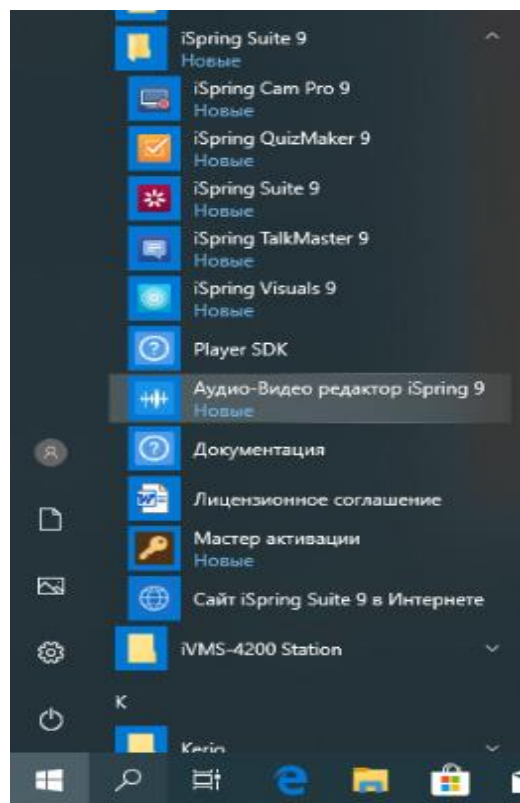 iSpring Suite 9
Новые
iSpring Cam Pro 9
Новые
iSpring QuizMaker 9
Новые
iSpring Suite 9
Новые
iSpring TalkMaster 9
Новые
iSpring Visuals 9
Новые
Player SDK
Аудио-Видео редактор iSpring 9
Новые
Документация
Лицензионное соглашение
Мастер активации
Новые
Сайт iSpring Suite 9 в Интернете
iVMS-4200 Station
K
Kerio